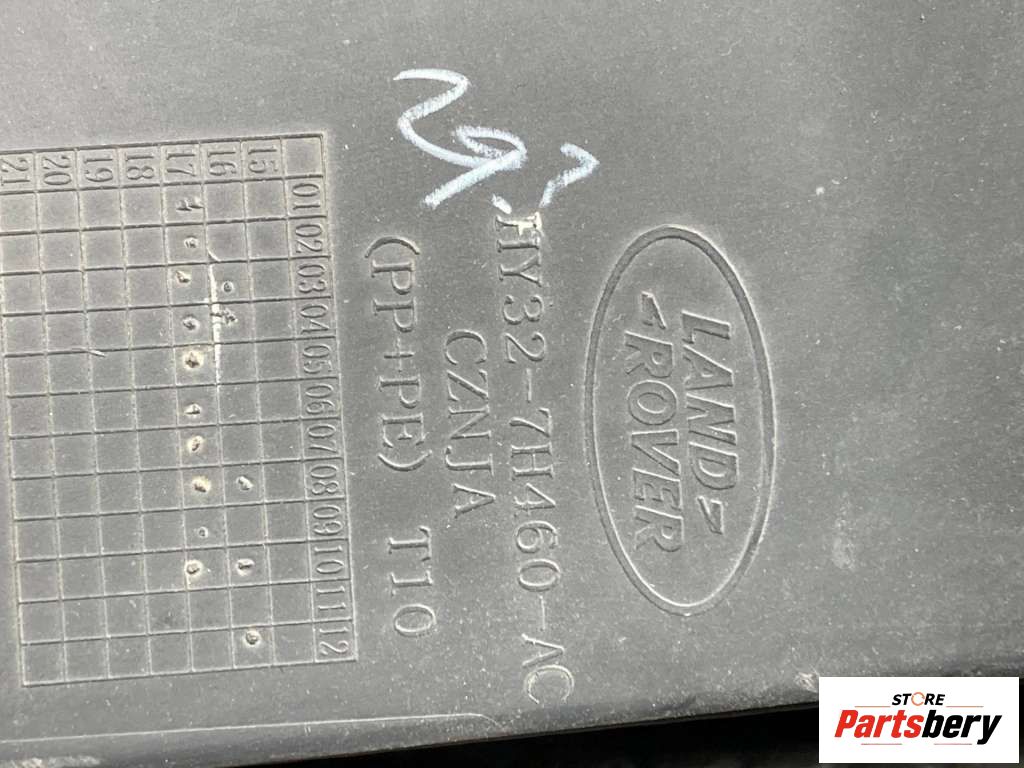 LAND
ROVER
HY32-7H460-AC
CZNJA
(PP+PE) T10
01 02 03 04 05 06 07 08 09 10 11 12
15
16
17
18
19
20
21
STORE
Partsbery